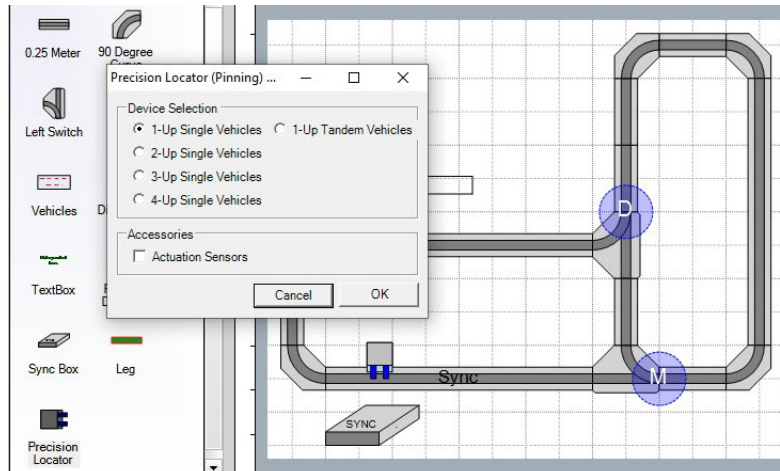 0.25 Meter
90 Degree
Precision Locator (Pinning) ...
Device Selection
1-Up Single Vehicles
1-Up Tandem Vehicles
2-Up Single Vehicles
3-Up Single Vehicles
4-Up Single Vehicles
Accessories
Actuation Sensors
Cancel
OK
Left Switch
Vehicles
TextBox
Sync Box
Leg
Precision
Locator
D
M
Sync
SYNC